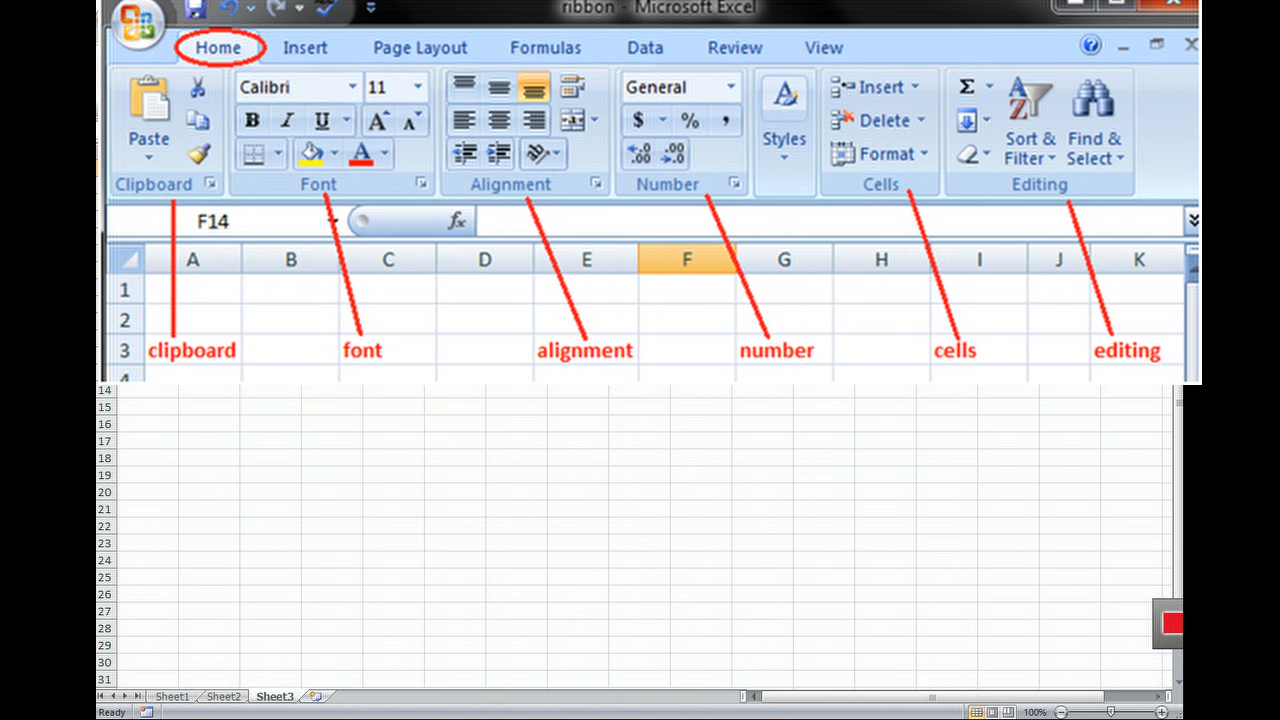 ribbon - Microsoft Excel
Home Insert Page Layout Formulas Data Review View
Calibri 11 General Insert
B I U A A $ % , Delete
Paste Styles Sort & Filter Find & Select
A Format
Clipboard Font Alignment Number Cells Editing
F14 fx
A B C D E F G H I J K
1
2
3 clipboard font alignment number cells editing
4
14
15
16
17
18
19
20
21
22
23
24
25
26
27
28
29
30
31
Sheet1 Sheet2 Sheet3
Ready 100%